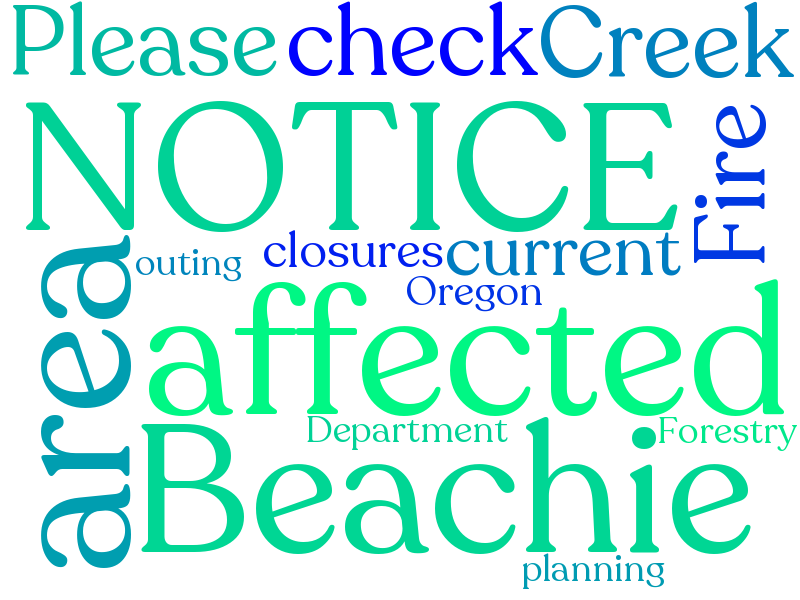 Please check Creek
NOTICE
Fire
area
outing
closures
current
Oregon
affected
Department
Forestry
Beachie
planning